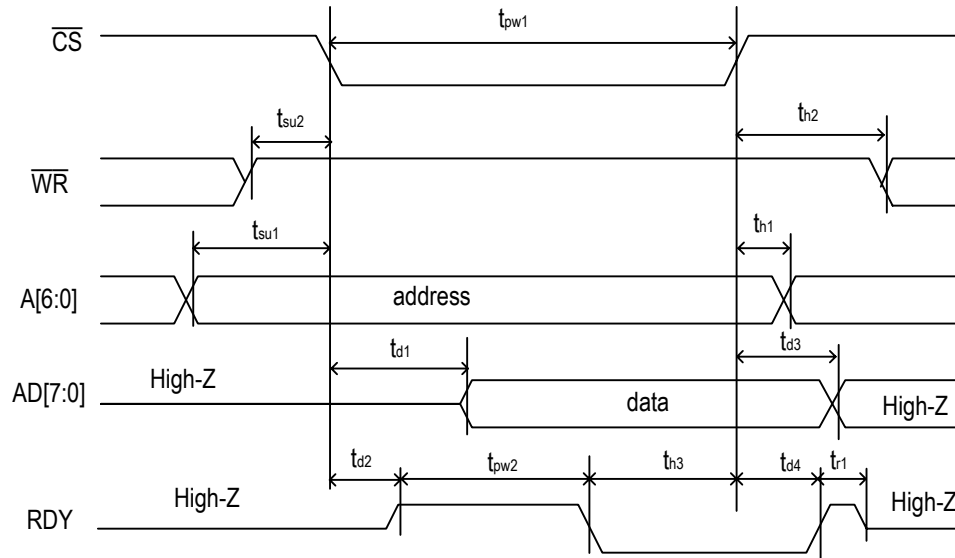 CS tpw1
tsu2 th2
WR
tsu1 th1
A[6:0] address
td1 td3
AD[7:0] High-Z data High-Z
td2 tpw2 th3 td4 tr1
RDY High-Z High-Z